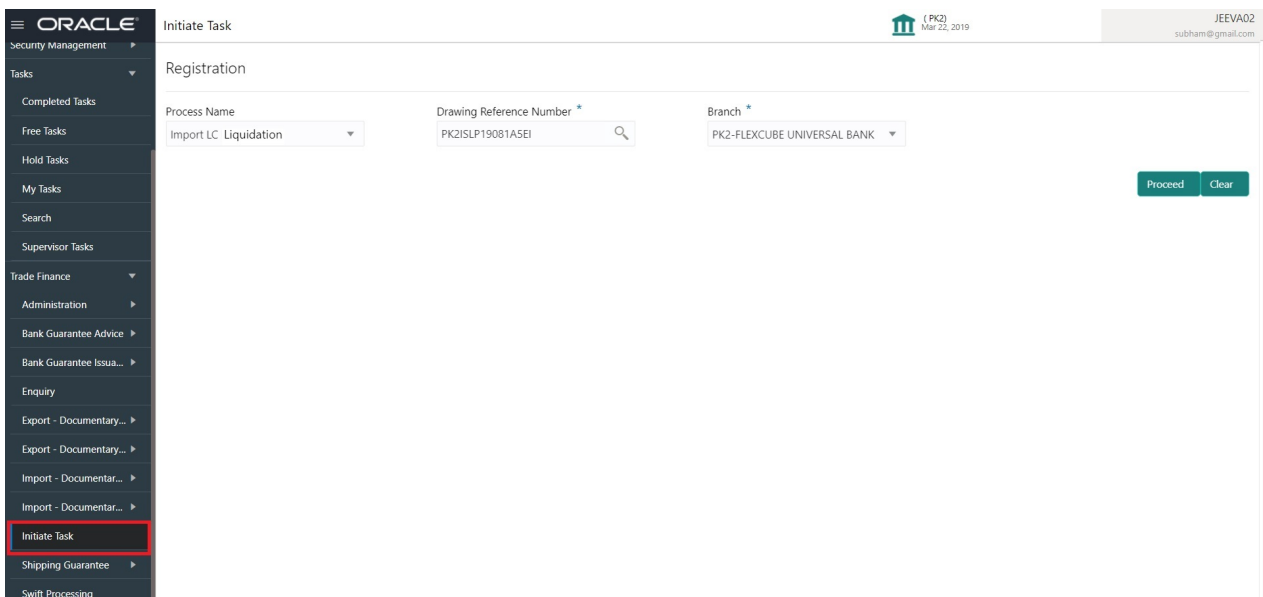 ORACLE
Initiate Task
(PK2)
Mar 22, 2019
JEEVA02
subham@gmail.com
Security Management
Tasks
Completed Tasks
Free Tasks
Hold Tasks
My Tasks
Search
Supervisor Tasks
Trade Finance
Administration
Bank Guarantee Advice
Bank Guarantee Issua...
Enquiry
Export - Documentary...
Export - Documentary...
Import - Documentar...
Import - Documentar...
Initiate Task
Shipping Guarantee
Swift Processing
Registration
Process Name
Import LC Liquidation
Drawing Reference Number *
PK2ISLP19081A5EI
Branch *
PK2-FLEXCUBE UNIVERSAL BANK
Proceed
Clear